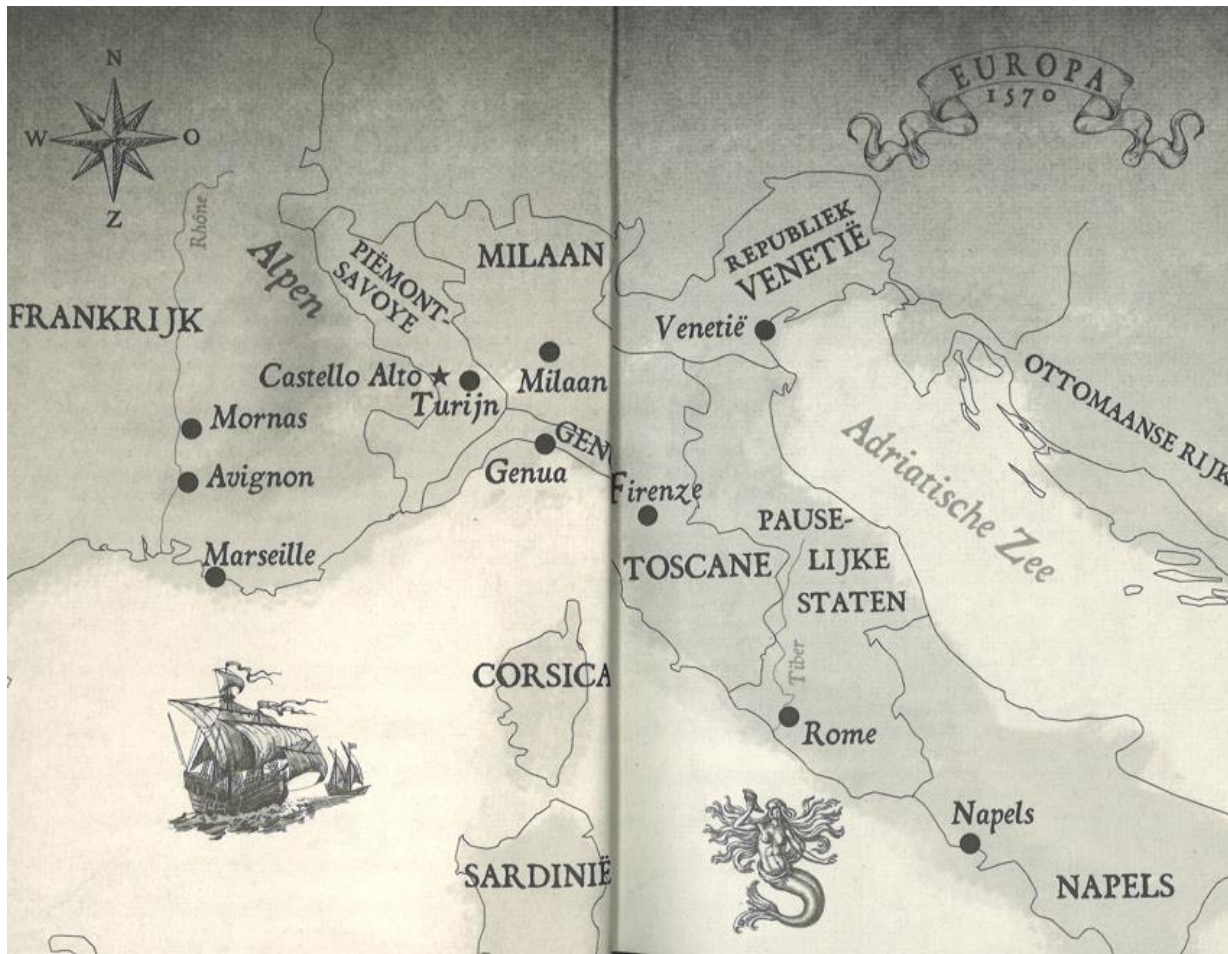 N
W
O
Z
EUROPA
1570
Rhône
Alpen
PIËMONT-
SAVOYE
MILAAN
REPUBLIEK
VENETIË
FRANKRIJK
Venetië
Milaan
Castello Alto
Turijn
OTTOMAANSE RIJK
Mornas
Avignon
GENU
Genua
Adriatische Zee
Firenze
PAUSE-
LIJKE
STATEN
Marseille
TOSCANE
CORSICA
Tiber
Rome
Napels
SARDINIË
NAPELS